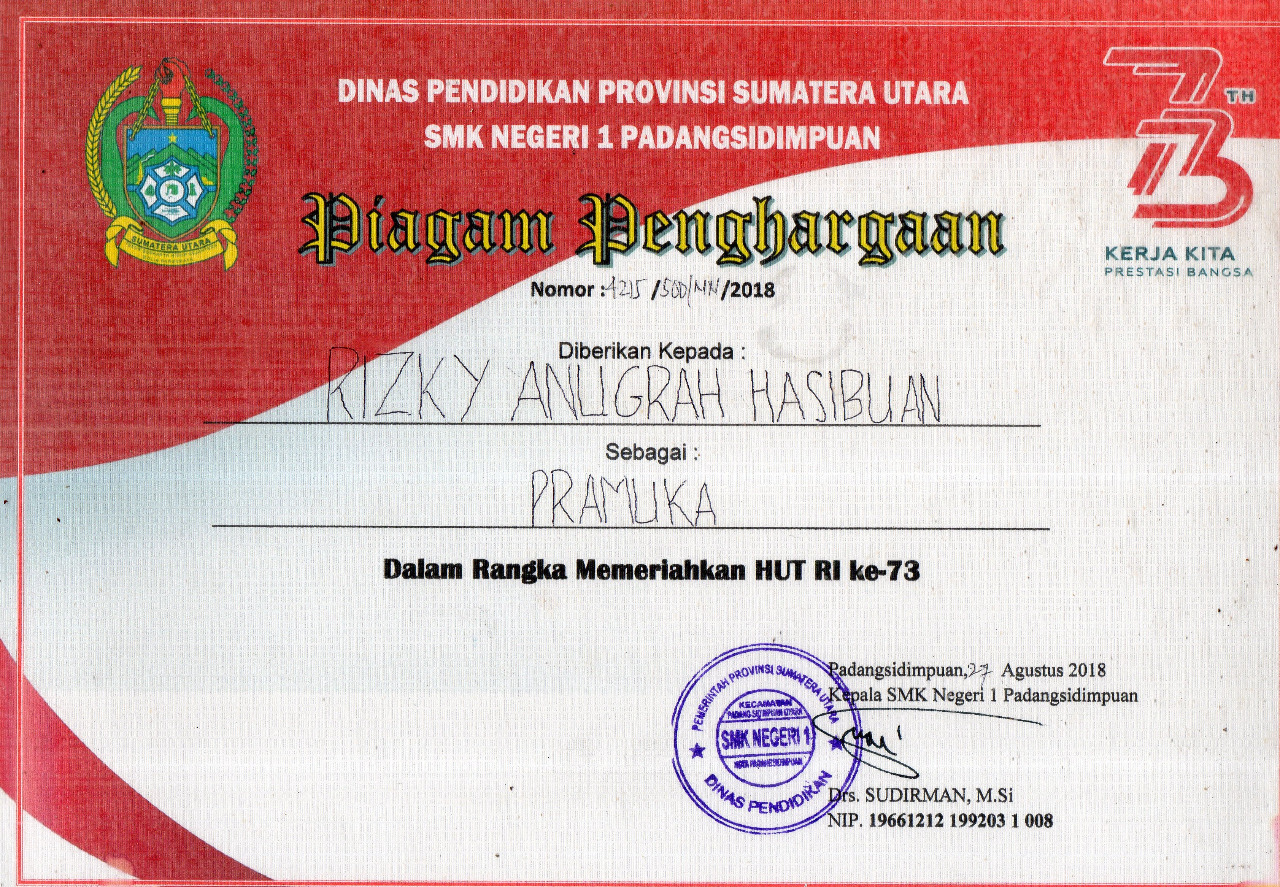 DINAS PENDIDIKAN PROVINSI SUMATERA UTARA
SMK NEGERI 1 PADANGSIDIMPUAN
SUMATERA UTARA
73TH
KERJA KITA
PRESTASI BANGSA
Piagam Penghargaan
Nomor : 4215 /500/MN/2018
Diberikan Kepada :
RIZKY ANUGRAH HASIBUAN
Sebagai :
PRAMUKA
Dalam Rangka Memeriahkan HUT RI ke-73
Padangsidimpuan, 27 Agustus 2018
Kepala SMK Negeri 1 Padangsidimpuan
PEMERINTAH PROVINSI SUMATERA UTARA
KECAMATAN
SMK NEGERI 1
DINAS PENDIDIKAN
Drs. SUDIRMAN, M.Si
NIP. 19661212 199203 1 008